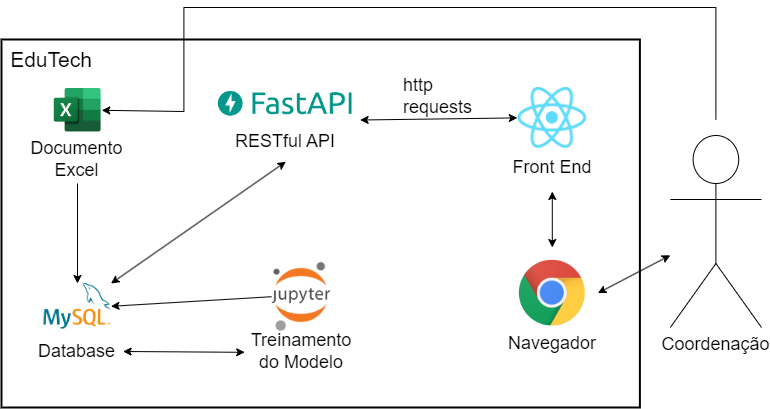 EduTech
X
Documento
Excel
FastAPI
RESTful API
http
requests
Front End
MySQL
Database
jupyter
Treinamento
do Modelo
Navegador
Coordenação